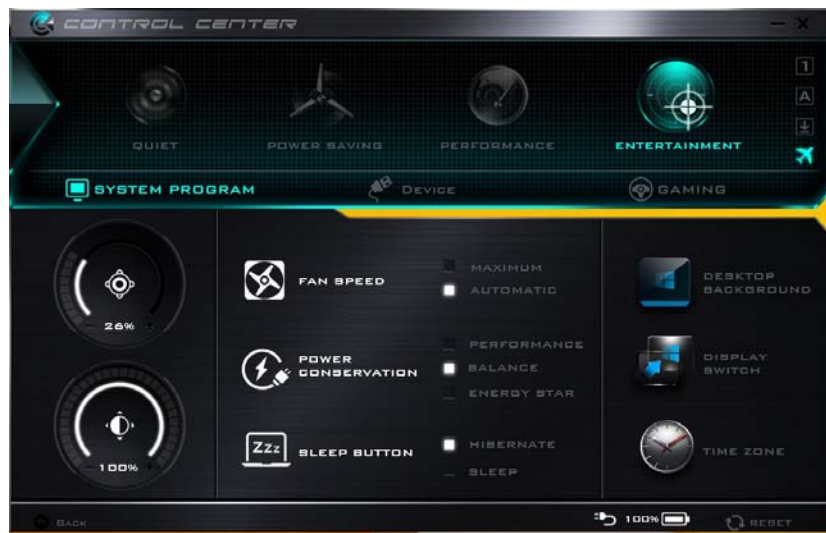 CONTROL CENTER
QUIET
POWER SAVING
PERFORMANCE
ENTERTAINMENT
1
A
SYSTEM PROGRAM
DEVICE
GAMING
26%
FAN SPEED
MAXIMUM
AUTOMATIC
DESKTOP
BACKGROUND
POWER
CONSERVATION
PERFORMANCE
BALANCE
ENERGY STAR
DISPLAY
SWITCH
100%
Zzz
SLEEP BUTTON
HIBERNATE
SLEEP
TIME ZONE
BACK
100%
RESET